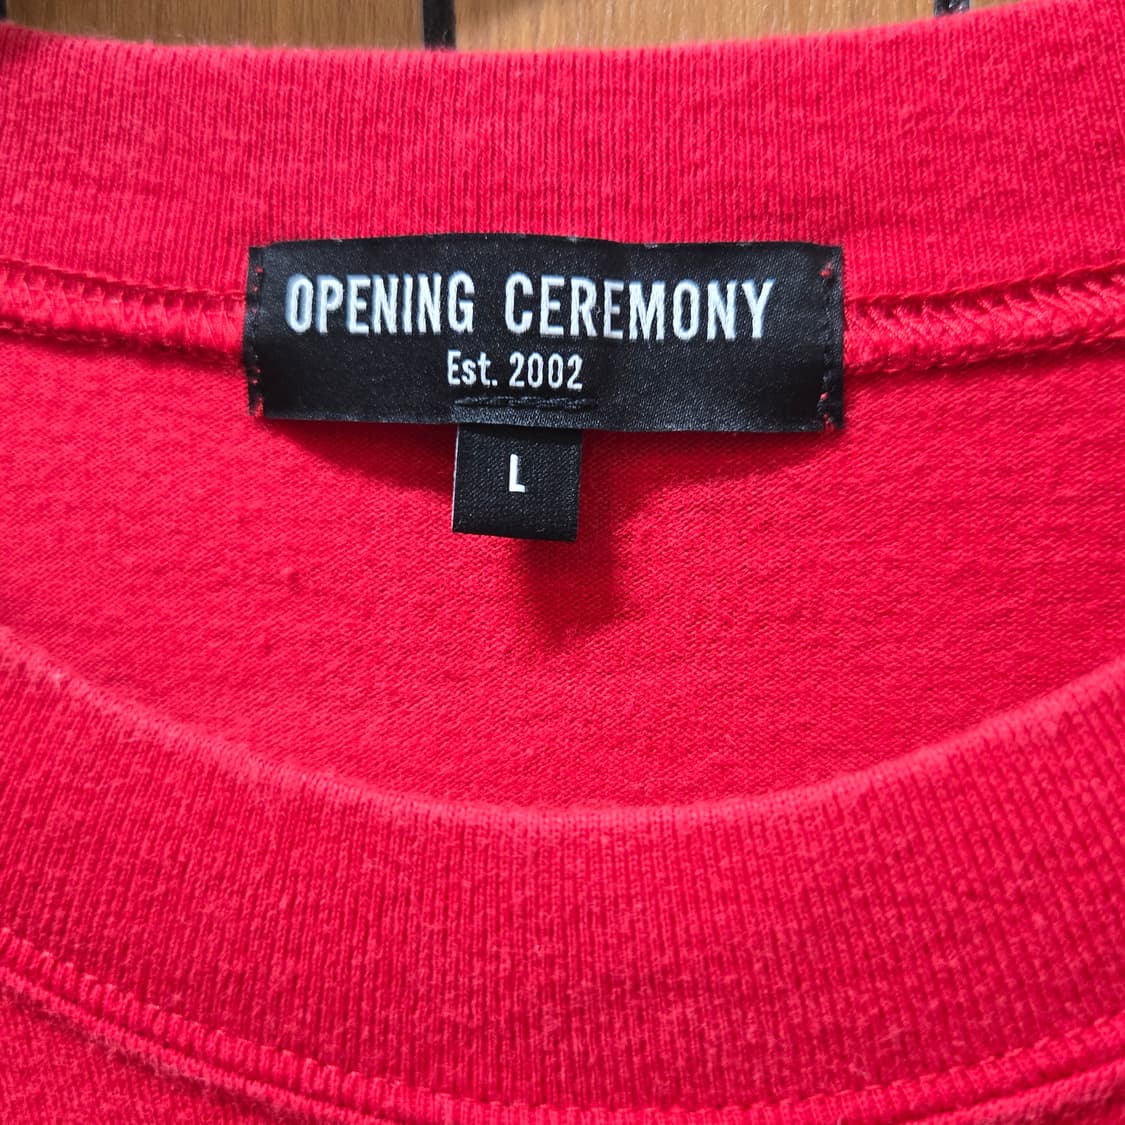 OPENING CEREMONY
Est. 2002
L